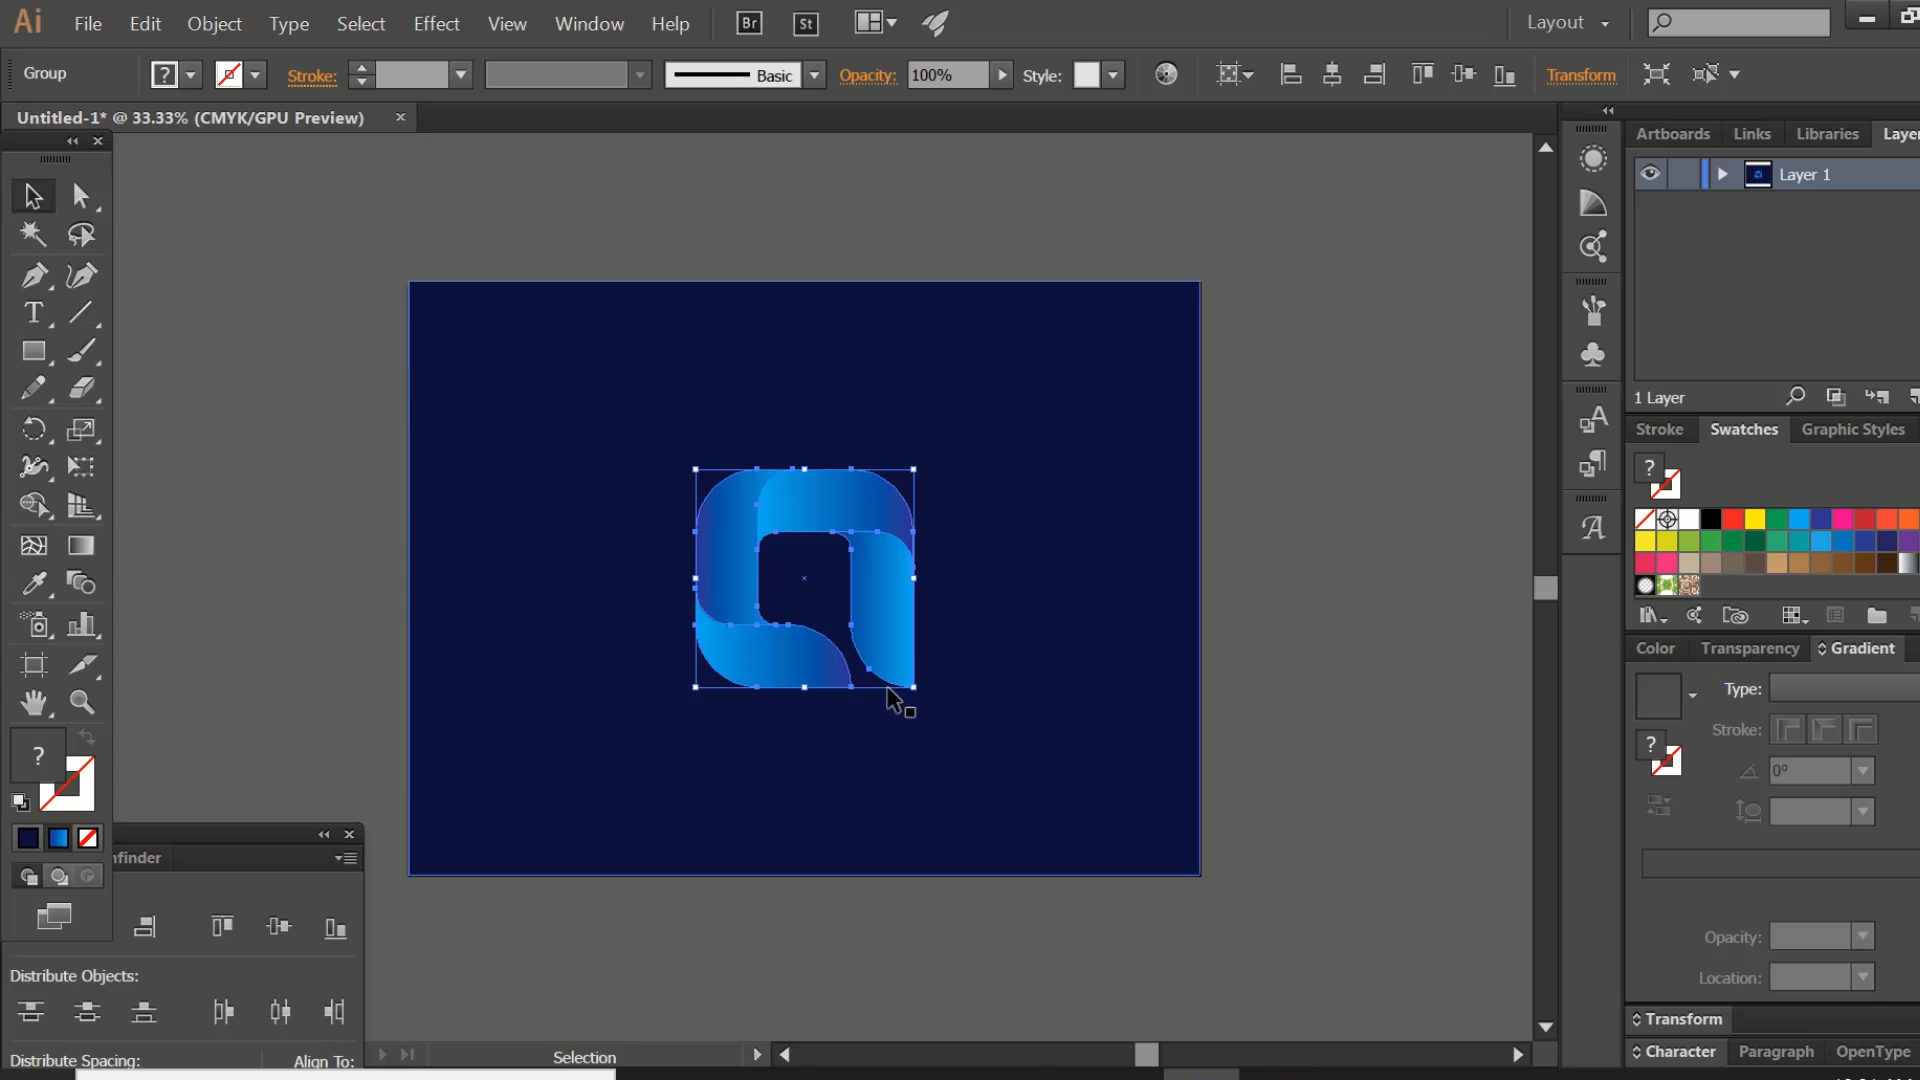 Ai File Edit Object Type Select Effect View Window Help Br St Layout
Group ? Stroke: Basic Opacity: 100% Style: Transform
Untitled-1* @ 33.33% (CMYK/GPU Preview) ×
Artboards Links Libraries Layer
Layer 1
1 Layer
Stroke Swatches Graphic Styles
?
Color Transparency Gradient
Type:
Stroke:
?
0°
Opacity:
Location:
Transform
Character Paragraph OpenType
?
nfinder
Distribute Objects:
Distribute Spacing: Align To:
Selection